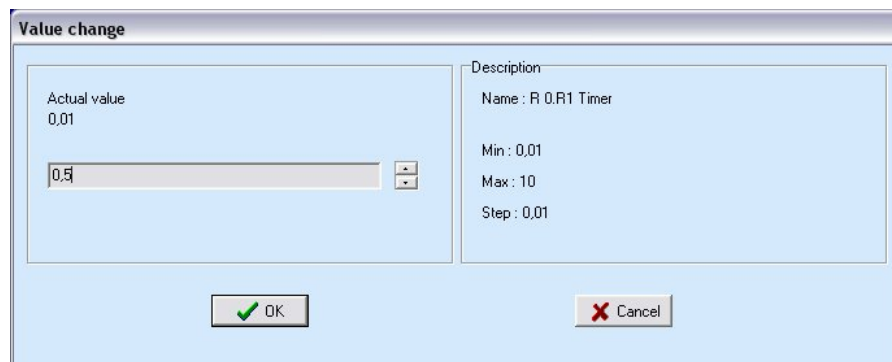 Value change
Actual value
0,01
0,5
Description
Name : R 0.R1 Timer
Min : 0,01
Max : 10
Step : 0,01
OK
Cancel